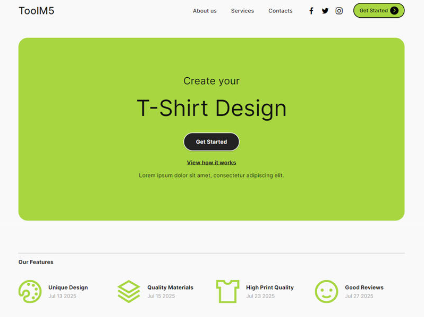 ToolM5
About us Services Contacts Get Started
Create your
T-Shirt Design
Get Started
View how it works
Lorem ipsum dolor sit amet, consectetur adipiscing elit.
Our Features
Unique Design
Jul 13 2025
Quality Materials
Jul 15 2025
High Print Quality
Jul 23 2025
Good Reviews
Jul 27 2025